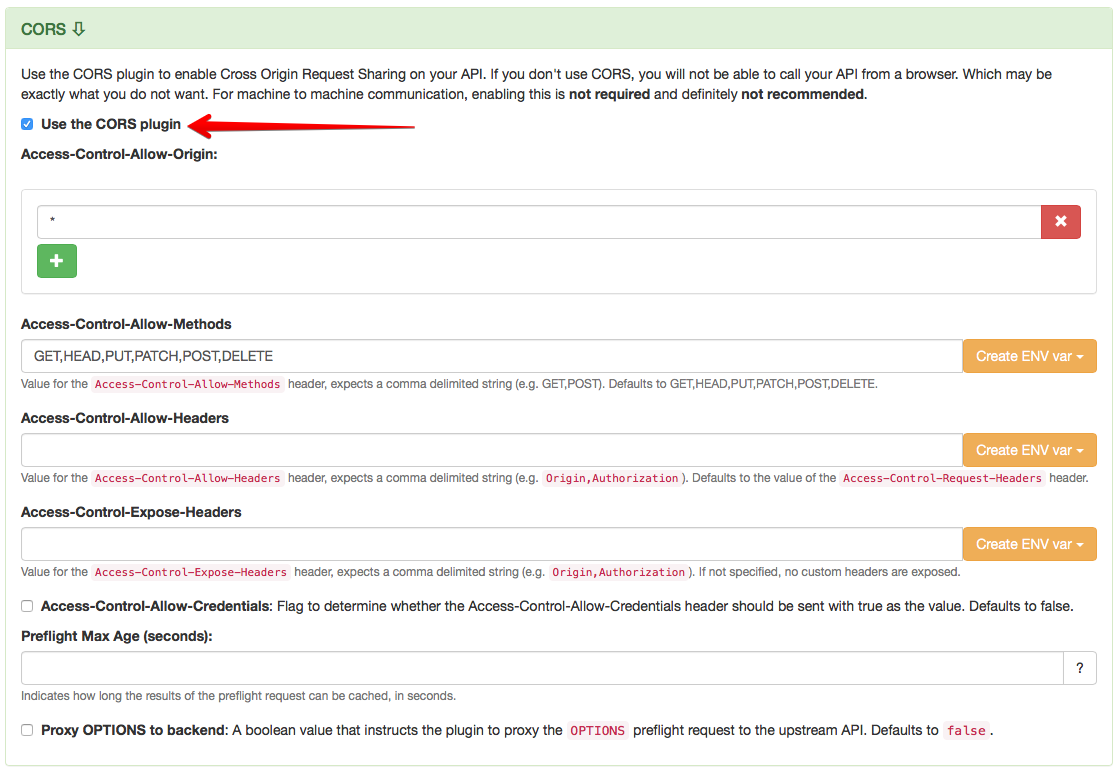 CORS
Use the CORS plugin to enable Cross Origin Request Sharing on your API. If you don't use CORS, you will not be able to call your API from a browser. Which may be
exactly what you do not want. For machine to machine communication, enabling this is not required and definitely not recommended.
Use the CORS plugin
Access-Control-Allow-Origin:
*
Access-Control-Allow-Methods
GET,HEAD,PUT,PATCH,POST,DELETE Create ENV var
Value for the Access-Control-Allow-Methods header, expects a comma delimited string (e.g. GET,POST). Defaults to GET,HEAD,PUT,PATCH,POST,DELETE.
Access-Control-Allow-Headers
Create ENV var
Value for the Access-Control-Allow-Headers header, expects a comma delimited string (e.g. Origin,Authorization). Defaults to the value of the Access-Control-Request-Headers header.
Access-Control-Expose-Headers
Create ENV var
Value for the Access-Control-Expose-Headers header, expects a comma delimited string (e.g. Origin,Authorization). If not specified, no custom headers are exposed.
Access-Control-Allow-Credentials: Flag to determine whether the Access-Control-Allow-Credentials header should be sent with true as the value. Defaults to false.
Preflight Max Age (seconds):
?
Indicates how long the results of the preflight request can be cached, in seconds.
Proxy OPTIONS to backend: A boolean value that instructs the plugin to proxy the OPTIONS preflight request to the upstream API. Defaults to false.